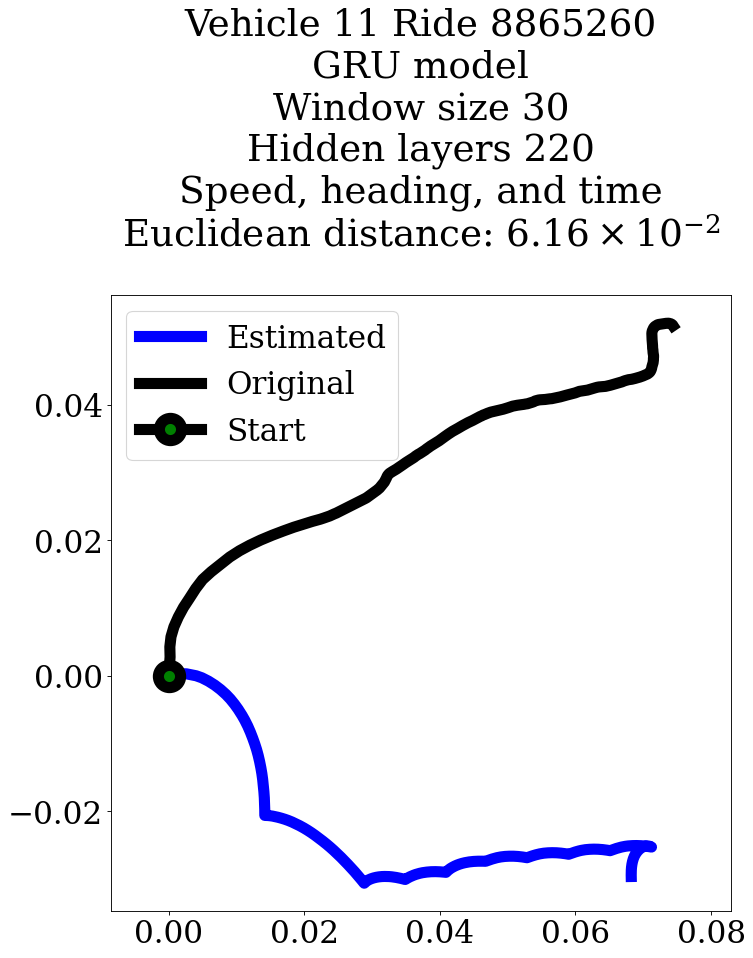 Vehicle 11 Ride 8865260
GRU model
Window size 30
Hidden layers 220
Speed, heading, and time
Euclidean distance: 6.16 × 10⁻²
Estimated
Original
Start
0.04
0.02
0.00
−0.02
0.00 0.02 0.04 0.06 0.08